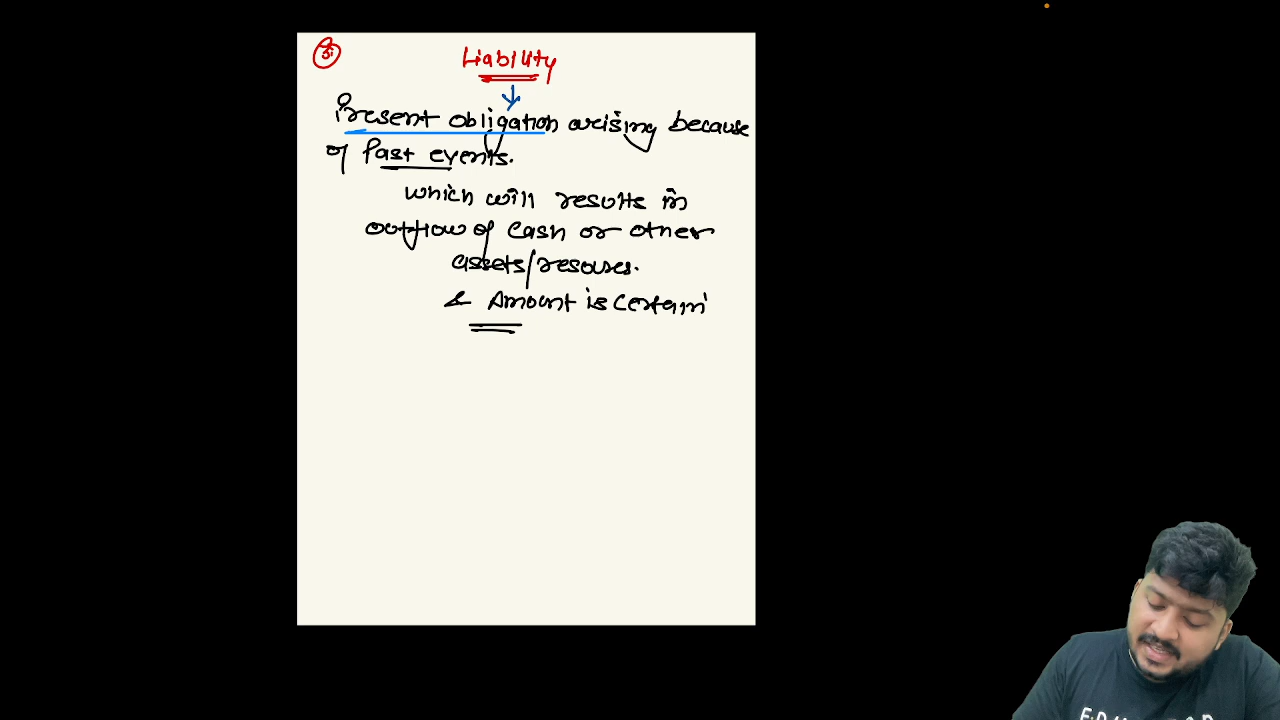 Liability
Present obligation arising because
of Past events.
which will results in
outflow of Cash or other
assets/resouses.
& Amount is Certain